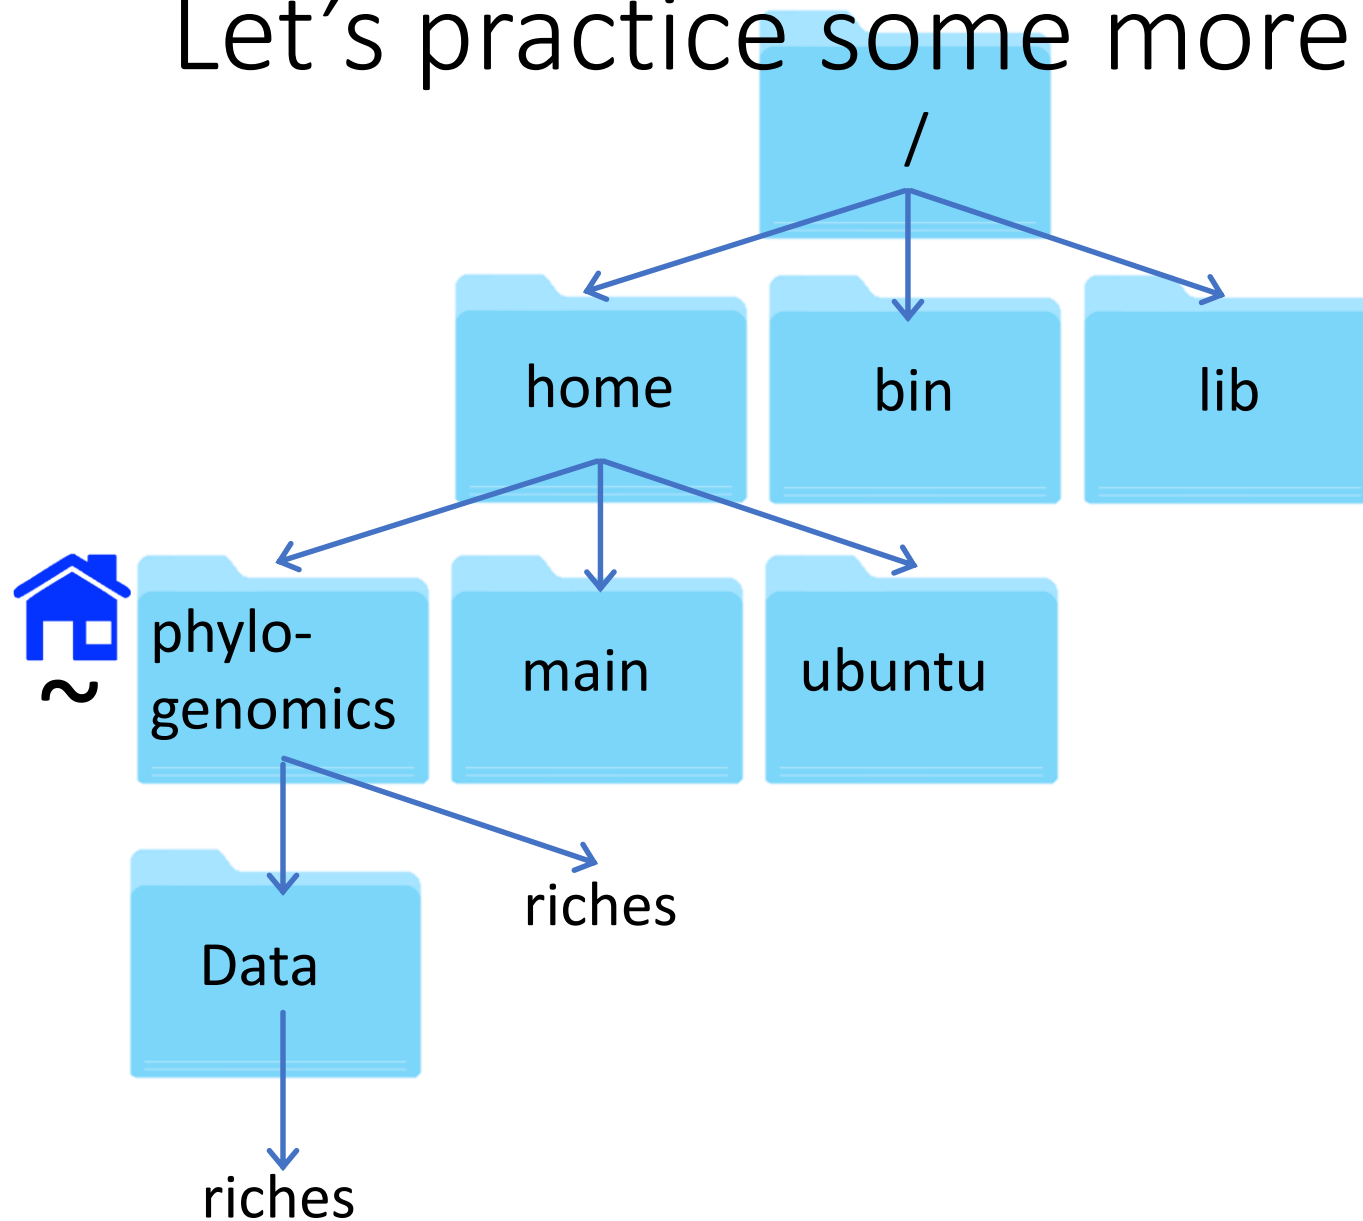 Let's practice some more
/
home
bin
lib
phylo-
genomics
main
ubuntu
~
riches
Data
riches